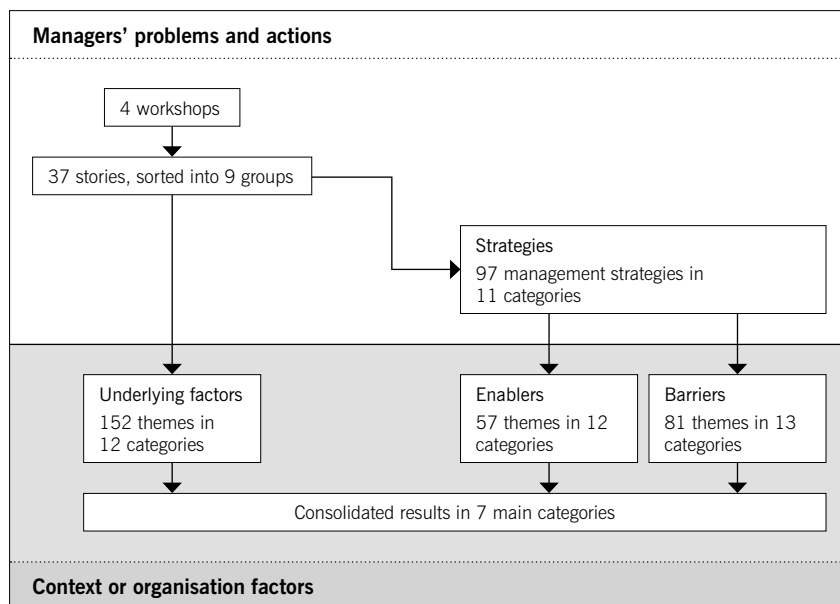 Managers' problems and actions
4 workshops
37 stories, sorted into 9 groups
Strategies
97 management strategies in
11 categories
Underlying factors
152 themes in
12 categories
Enablers
57 themes in 12
categories
Barriers
81 themes in 13
categories
Consolidated results in 7 main categories
Context or organisation factors